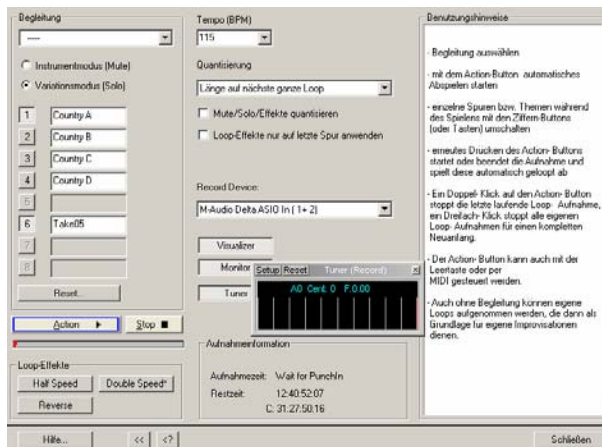 Begleitung
-----
Instrumentmodus (Mute)
Variationsmodus (Solo)
1 Country A
2 Country B
3 Country C
4 Country D
5
6 Take05
7
8
Reset...
Action
Stop
Loop-Effekte
Half Speed
Double Speed*
Reverse
Tempo (BPM)
115
Quantisierung
Länge auf nächste ganze Loop
Mute/Solo/Effekte quantisieren
Loop-Effekte nur auf letzte Spur anwenden
Record Device:
M-Audio Delta ASIO In ( 1+ 2)
Visualizer
Monitor
Tuner
Setup Reset Tuner (Record) x
A0 Cent: 0 F:0.00
Aufnahmeinformation
Aufnahmezeit: Wait for PunchIn
Restzeit: 12:40:52:07
C: 31:27:50:16
Benutzungshinweise
- Begleitung auswählen
- mit dem Action-Button automatisches
Abspielen starten
- einzelne Spuren bzw. Themen während
des Spielens mit den Ziffern-Buttons
(oder Tasten) umschalten
- erneutes Drücken des Action- Buttons
startet oder beendet die Aufnahme und
spielt diese automatisch geloopt ab
- Ein Doppel- Klick auf den Action- Button
stoppt die letzte laufende Loop- Aufnahme,
ein Dreifach- Klick stoppt alle eigenen
Loop- Aufnahmen für einen kompletten
Neuanfang.
- Der Action- Button kann auch mit der
Leertaste oder per
MIDI gesteuert werden.
- Auch ohne Begleitung können eigene
Loops aufgenommen werden, die dann als
Grundlage für eigene Improvisationen
dienen.
Hilfe...
<<
<?
Schließen